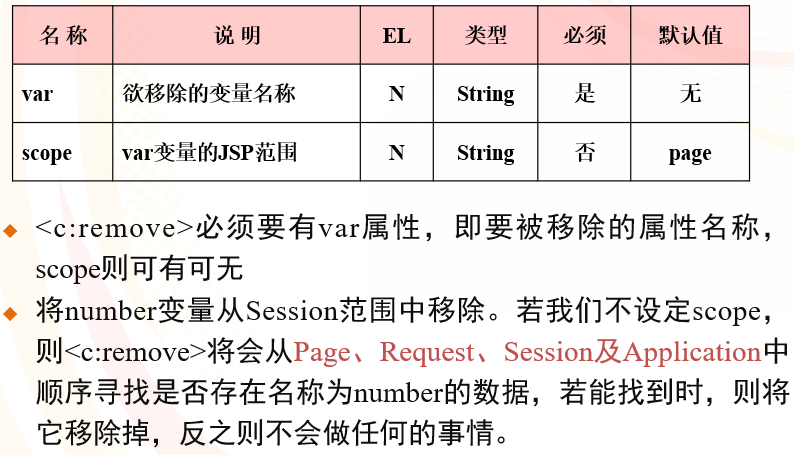 名 称 说 明 EL 类型 必须 默认值
var 欲移除的变量名称 N String 是 无
scope var变量的JSP范围 N String 否 page
<c:remove>必须要有var属性，即要被移除的属性名称，
scope则可有可无
将number变量从Session范围中移除。若我们不设定scope，
则<c:remove>将会从Page、Request、Session及Application中
顺序寻找是否存在名称为number的数据，若能找到时，则将
它移除掉，反之则不会做任何的事情。